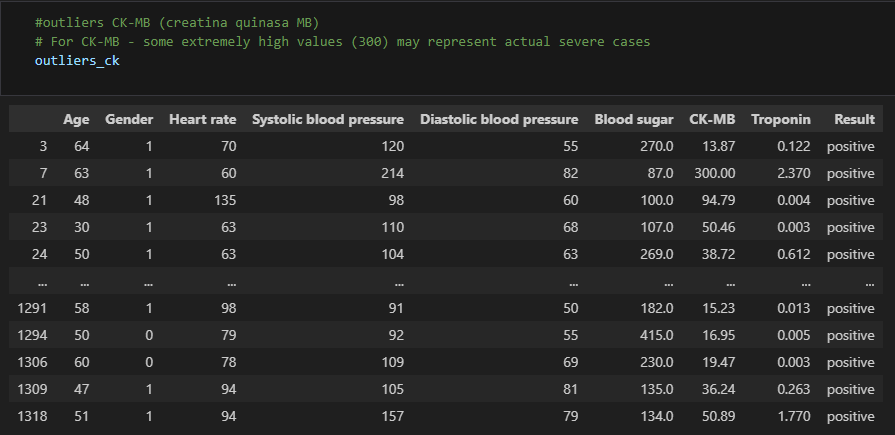 #outliers CK-MB (creatina quinasa MB)
# For CK-MB - some extremely high values (300) may represent actual severe cases
outliers_ck
Age Gender Heart rate Systolic blood pressure Diastolic blood pressure Blood sugar CK-MB Troponin Result
3 64 1 70 120 55 270.0 13.87 0.122 positive
7 63 1 60 214 82 87.0 300.00 2.370 positive
21 48 1 135 98 60 100.0 94.79 0.004 positive
23 30 1 63 110 68 107.0 50.46 0.003 positive
24 50 1 63 104 63 269.0 38.72 0.612 positive
... ... ... ... ... ... ... ... ... ...
1291 58 1 98 91 50 182.0 15.23 0.013 positive
1294 50 0 79 92 55 415.0 16.95 0.005 positive
1306 60 0 78 109 69 230.0 19.47 0.003 positive
1309 47 1 94 105 81 135.0 36.24 0.263 positive
1318 51 1 94 157 79 134.0 50.89 1.770 positive